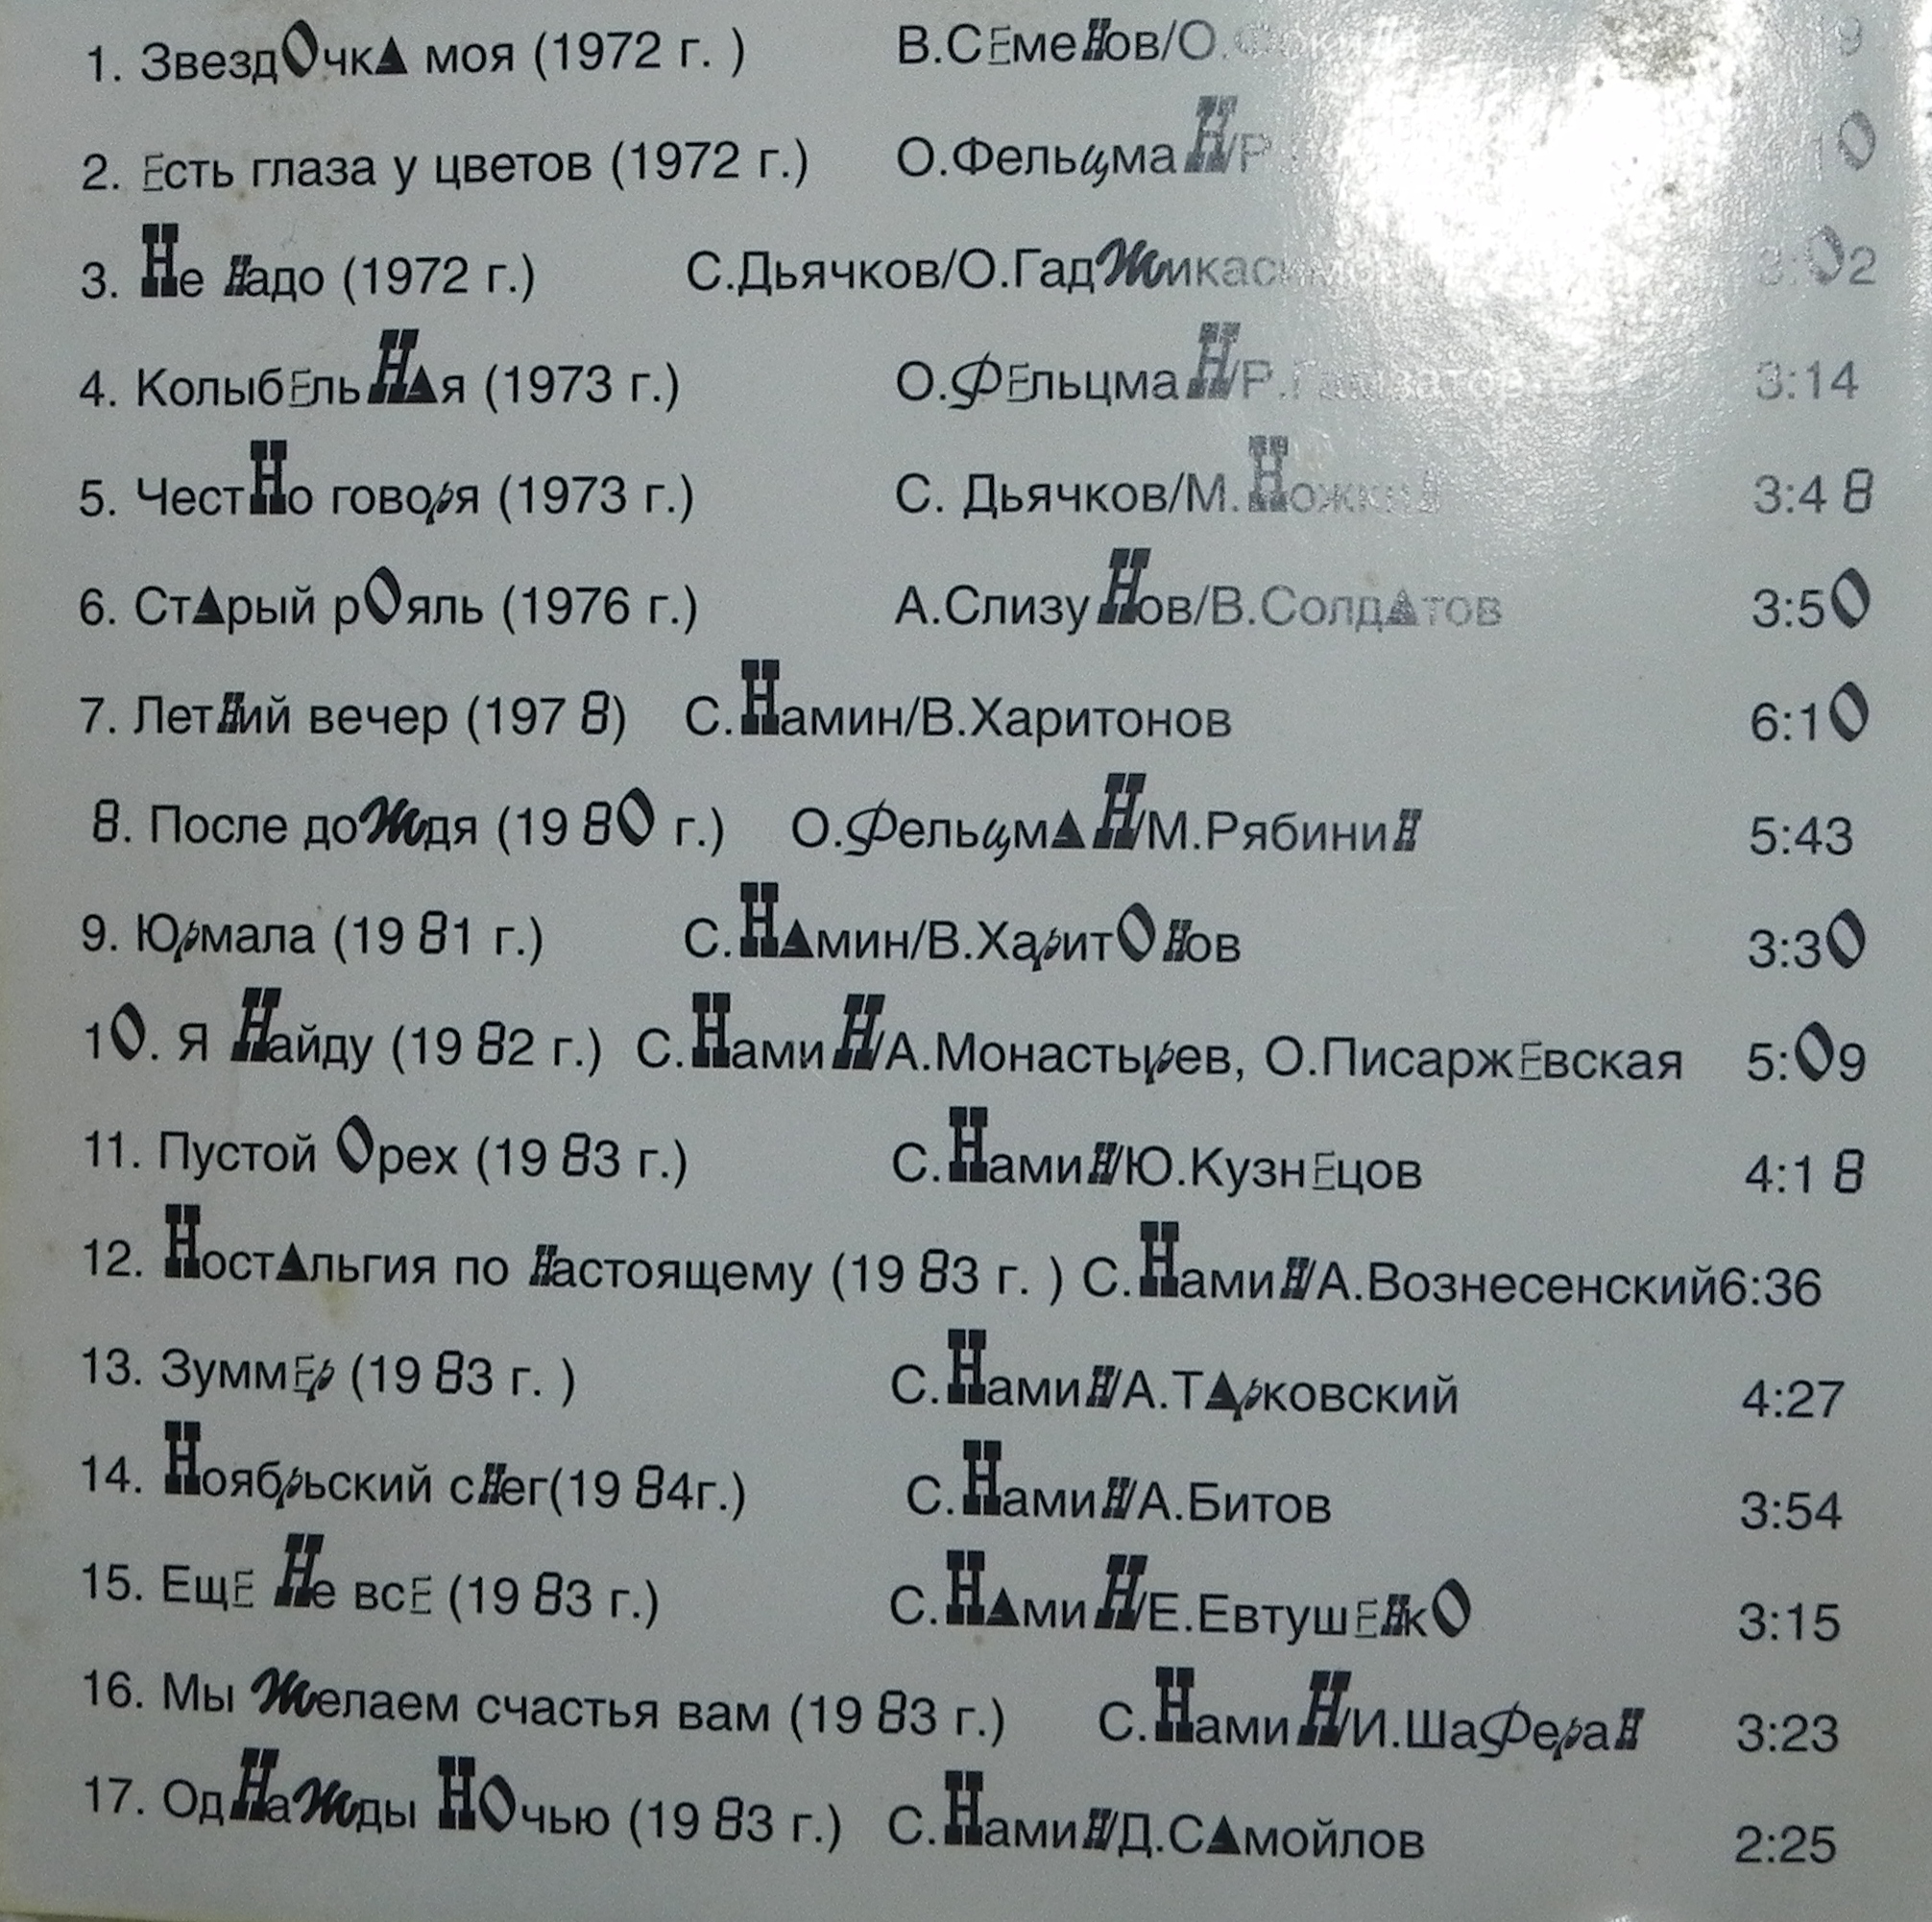 1. ЗвездОчкА моя (1972 г. ) В.СЕмеНов/О.
2. Есть глаза у цветов (1972 г.) О.ФельцмаН/Р
3. Не Надо (1972 г.) С.Дьячков/О.ГадЖикасимов 3:02
4. КолыбЕльНАя (1973 г.) О.ФЕльцмаН/Р.Гамзатов 3:14
5. ЧестНо говоря (1973 г.) С. Дьячков/М.Ножкин 3:48
6. СтАрый рОяль (1976 г.) А.СлизуНов/В.СолдАтов 3:50
7. ЛетНий вечер (1978) С.Намин/В.Харитонов 6:10
8. После доЖдя (1980 г.) О.ФельцмАН/М.РябиниН 5:43
9. Юрмала (1981 г.) С.НАмин/В.ХаритОНов 3:30
10. Я Найду (1982 г.) С.НамиН/А.Монастырев, О.ПисаржЕвская 5:09
11. Пустой Орех (1983 г.) С.НамиН/Ю.КузнЕцов 4:18
12. НостАльгия по Настоящему (1983 г. ) С.НамиН/А.Вознесенский6:36
13. ЗуммЕр (1983 г. ) С.НамиН/А.ТАрковский 4:27
14. Ноябрьский сНег(1984г.) С.НамиН/А.Битов 3:54
15. ЕщЕ Не всЕ (1983 г.) С.НАмиН/Е.ЕвтушЕНкО 3:15
16. Мы Желаем счастья вам (1983 г.) С.НамиН/И.ШаФераН 3:23
17. ОдНаЖды НОчью (1983 г.) С.НамиН/Д.САмойлов 2:25